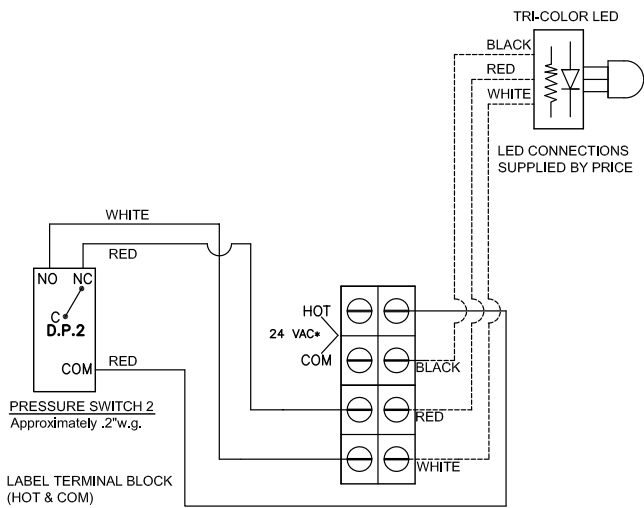 TRI-COLOR LED
BLACK
RED
WHITE
LED CONNECTIONS
SUPPLIED BY PRICE
WHITE
RED
NO NC
C
D.P.2
COM RED
PRESSURE SWITCH 2
Approximately .2"w.g.
HOT
24 VAC*
COM
BLACK
RED
WHITE
LABEL TERMINAL BLOCK
(HOT & COM)